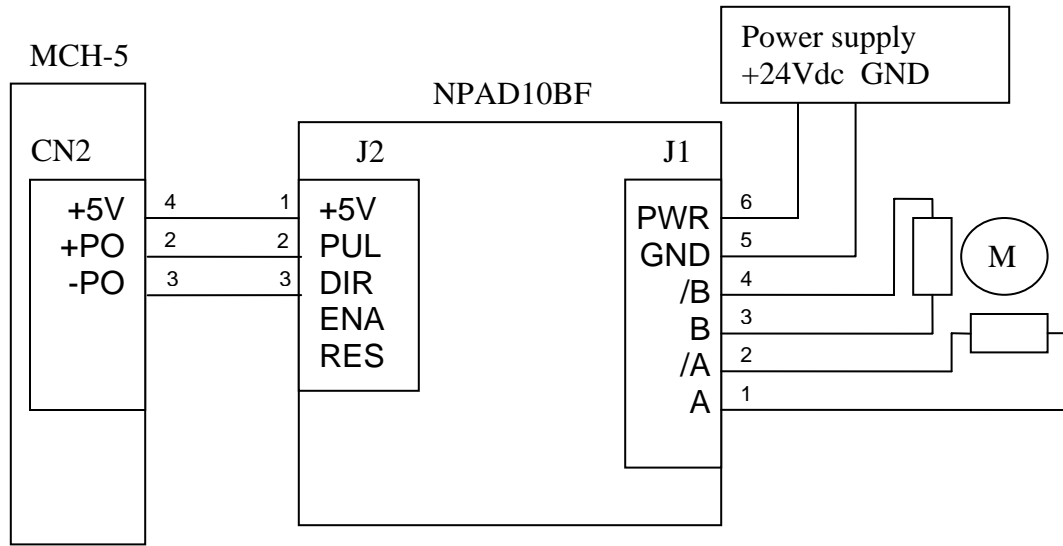 MCH-5
CN2
+5V 4
+PO 2
-PO 3
NPAD10BF
J2
1 +5V
2 PUL
3 DIR
ENA
RES
J1
PWR 6
GND 5
/B 4
B 3
/A 2
A 1
Power supply
+24Vdc GND
M